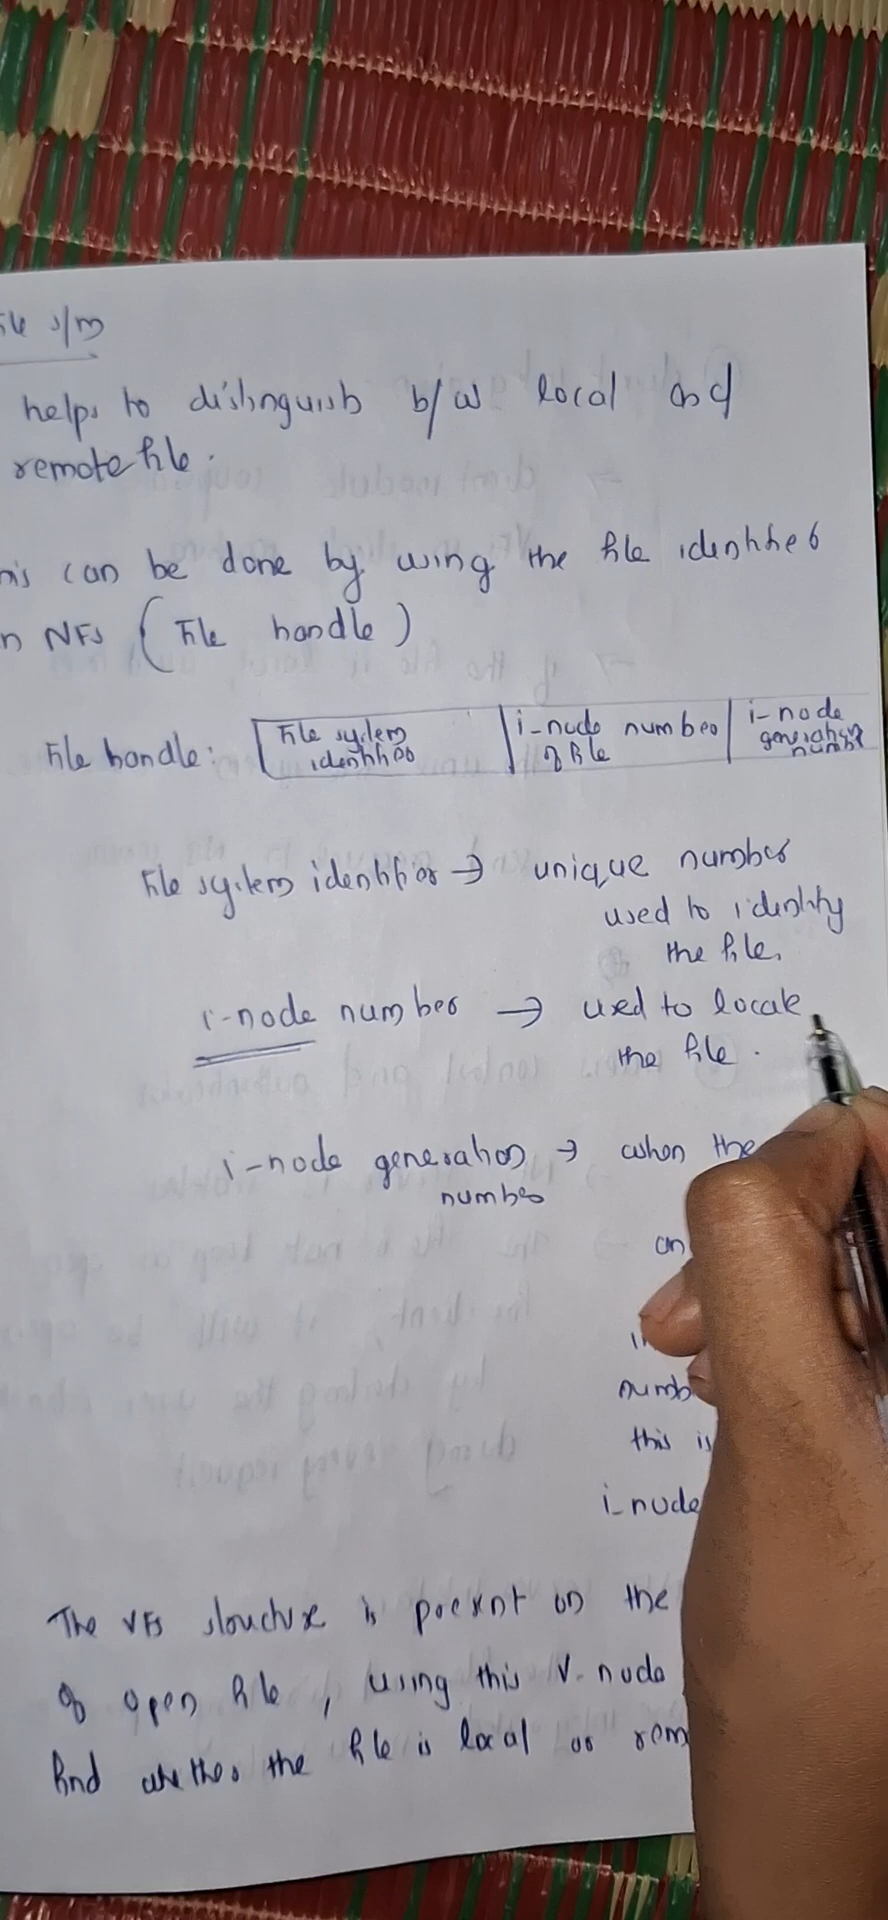 s/m
helps to distinguish b/w local and
remote file.
can be done by using the file identifier
NFS (File handle)
File handle: File system identifier | i-node number of file | i-node generation number
File system identifier → unique number
used to identify
the file.
i-node number → used to locate
the file.
i-node generation → when the
number
on
numb
this is
i-node
The VFS structure is present on the
of open file, using this V-node
find whether the file is local or rem